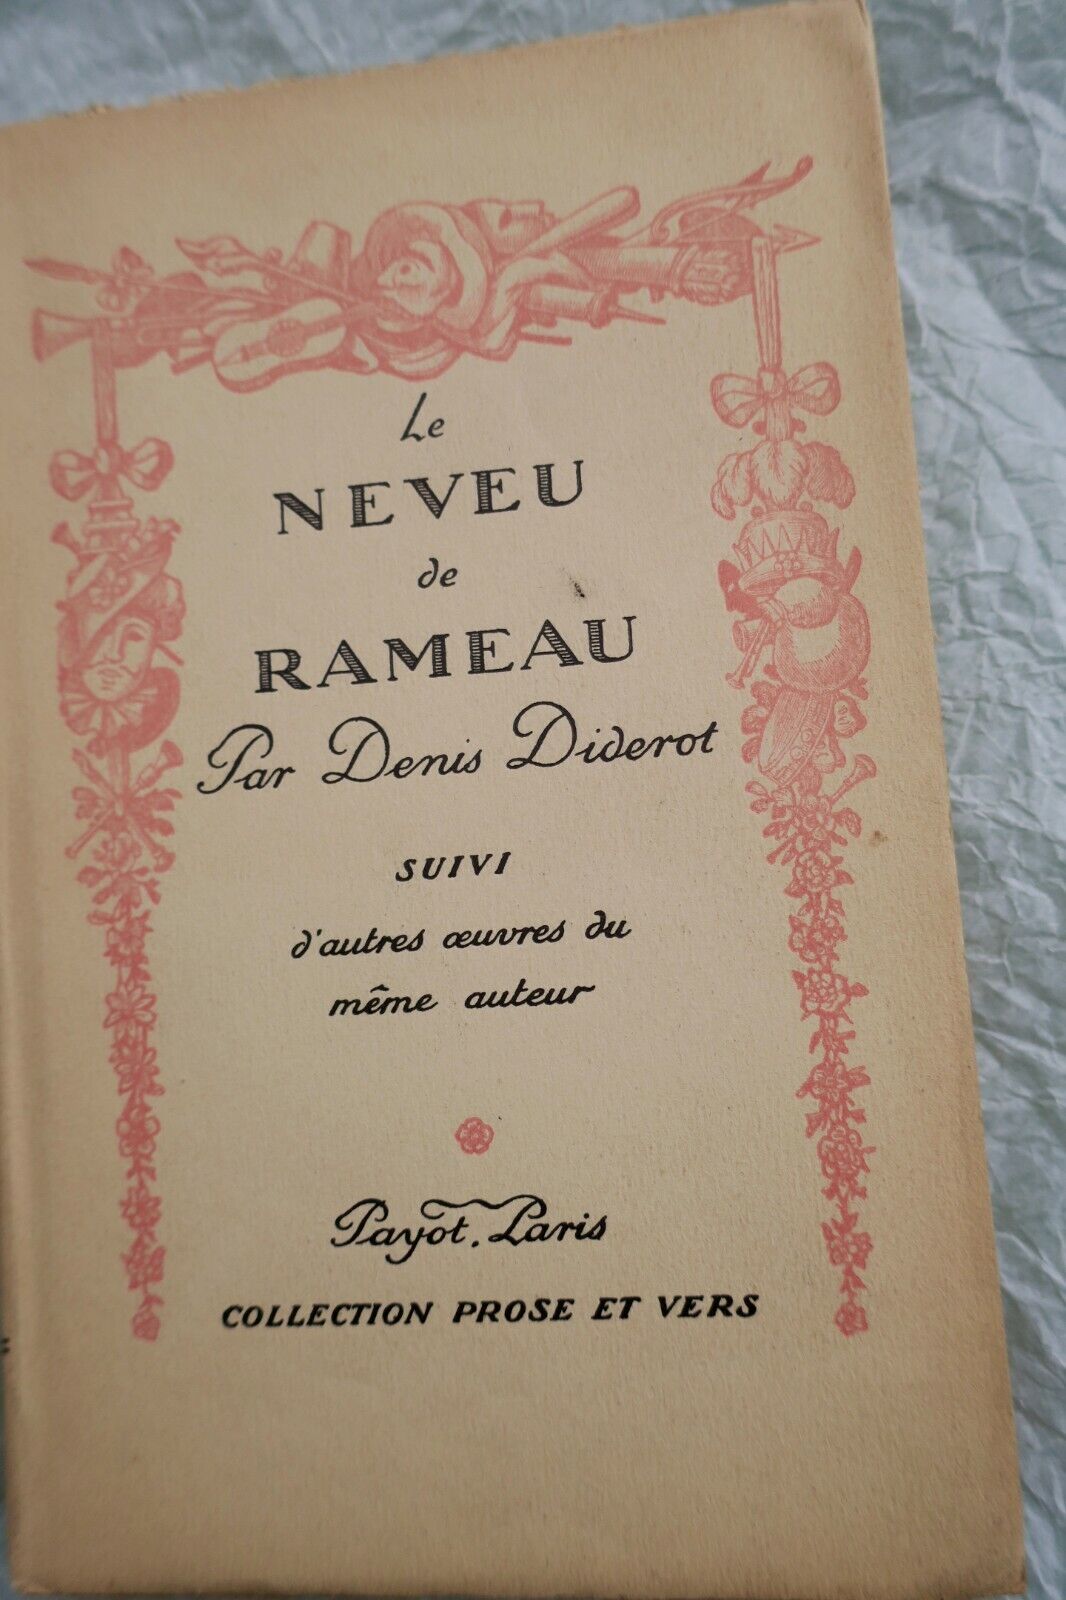 Le
NEVEU
de
RAMEAU
Par Denis Diderot
SUIVI
d'autres œuvres du
même auteur
Payot. Paris
COLLECTION PROSE ET VERS